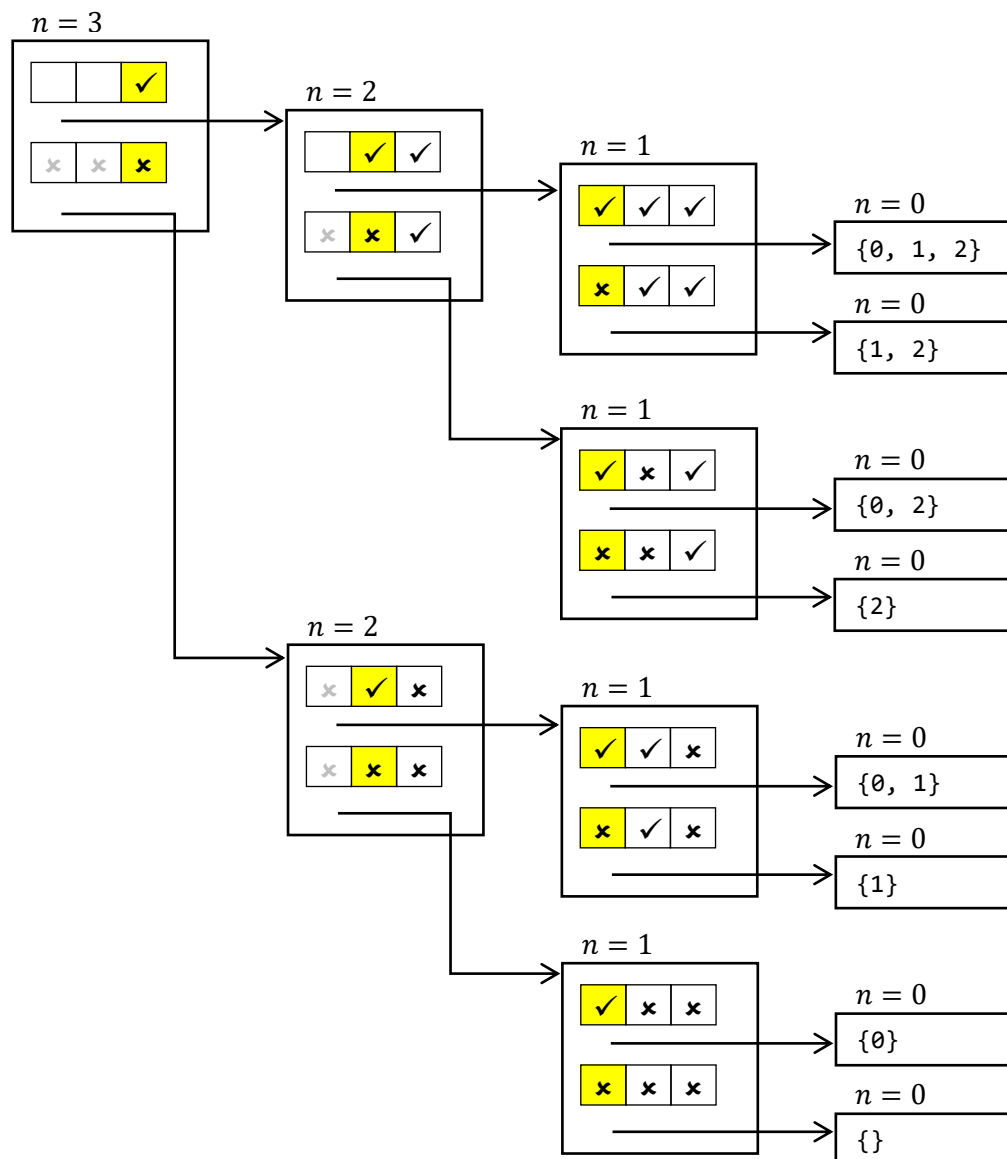 n = 3
n = 2
n = 1
n = 0
{0, 1, 2}
n = 0
{1, 2}
n = 1
n = 0
{0, 2}
n = 0
{2}
n = 2
n = 1
n = 0
{0, 1}
n = 0
{1}
n = 1
n = 0
{0}
n = 0
{}